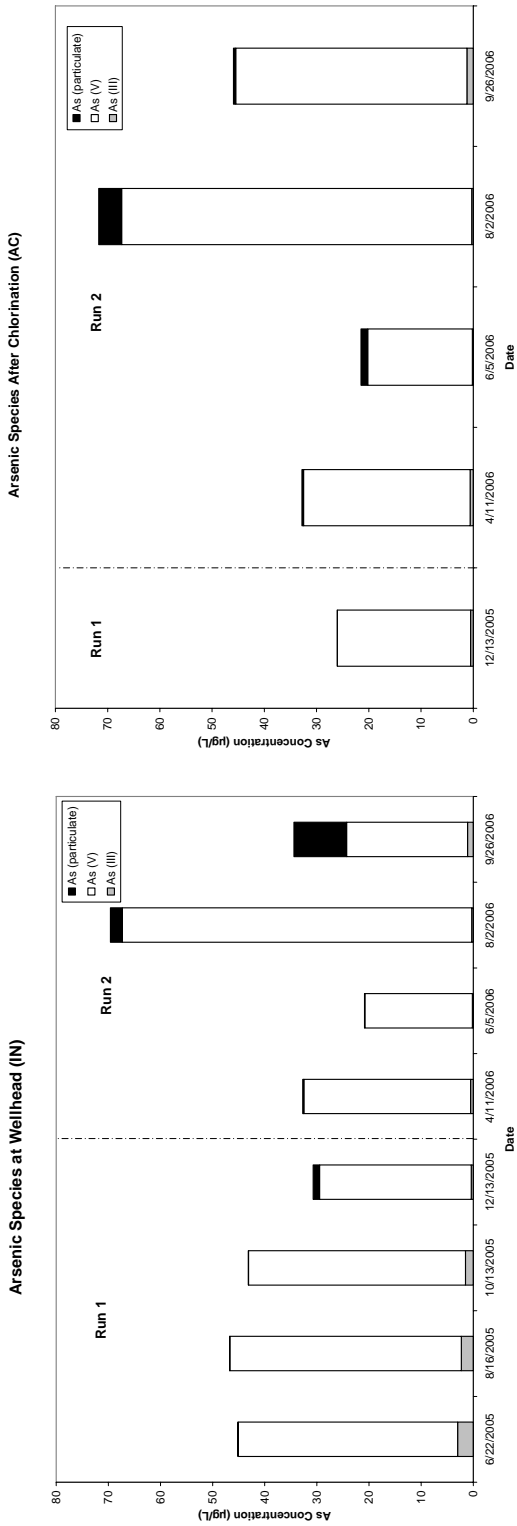 Arsenic Species at Wellhead (IN)
As Concentration (µg/L)
80
70
60
50
40
30
20
10
0
Run 1
Run 2
As (particulate)
As (V)
As (III)
6/22/2005
8/16/2005
10/13/2005
12/13/2005
4/11/2006
6/5/2006
8/22/2006
9/26/2006
Date
Arsenic Species After Chlorination (AC)
As Concentration (µg/L)
80
70
60
50
40
30
20
10
0
Run 1
Run 2
As (particulate)
As (V)
As (III)
12/13/2005
4/11/2006
6/5/2006
8/2/2006
9/26/2006
Date